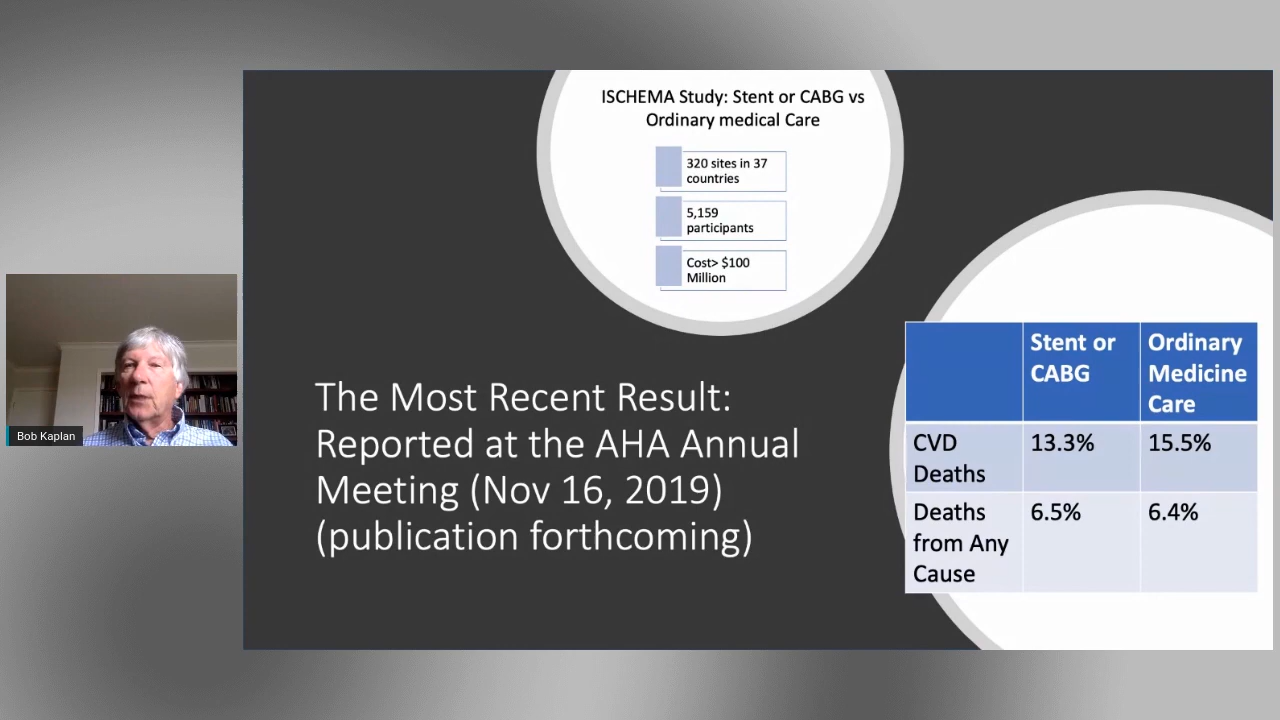 ISCHEMA Study: Stent or CABG vs
Ordinary medical Care
320 sites in 37
countries
5,159
participants
Cost> $100
Million
The Most Recent Result:
Reported at the AHA Annual
Meeting (Nov 16, 2019)
(publication forthcoming)
Stent or
CABG
Ordinary
Medicine
Care
CVD
Deaths
13.3%
15.5%
Deaths
from Any
Cause
6.5%
6.4%
Bob Kaplan